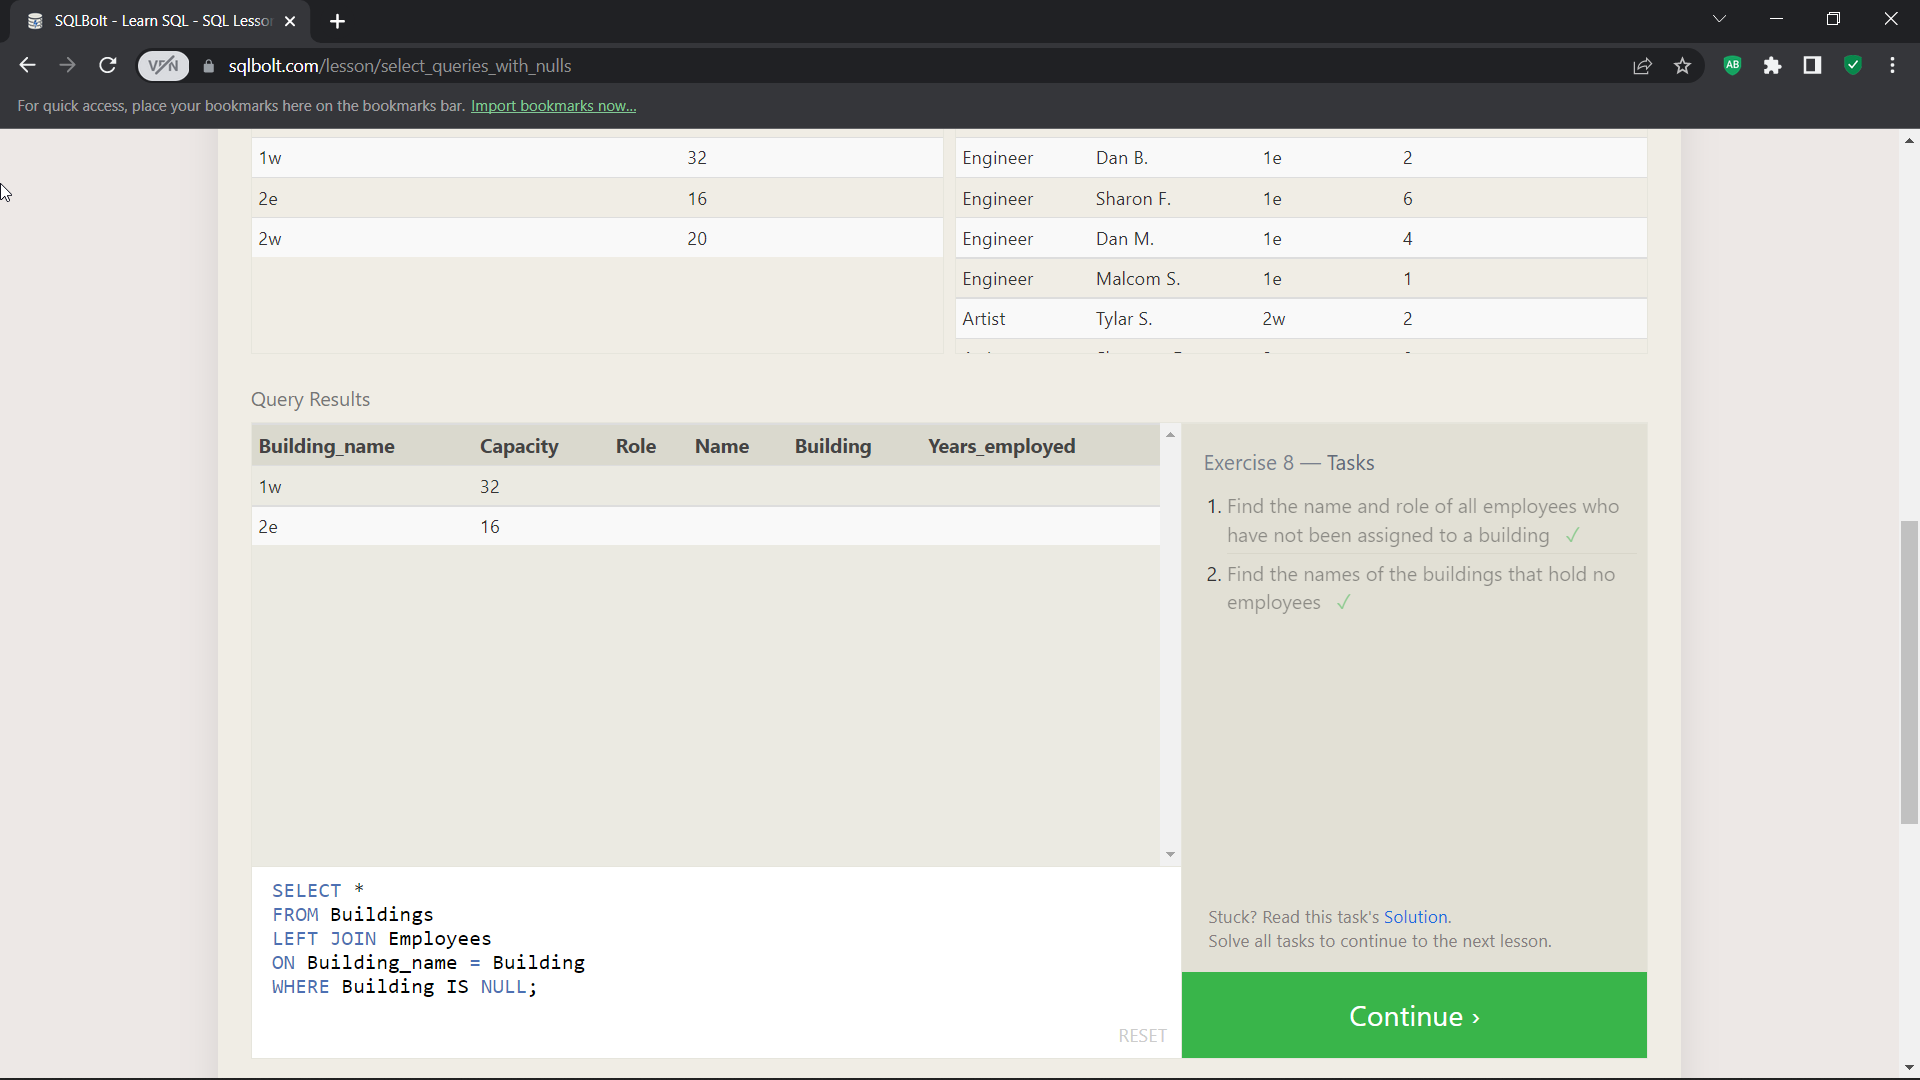 SQLBolt - Learn SQL - SQL Lesso
VPN
sqlbolt.com/lesson/select_queries_with_nulls
AB
For quick access, place your bookmarks here on the bookmarks bar. Import bookmarks now...
1w 32
2e 16
2w 20
Engineer Dan B. 1e 2
Engineer Sharon F. 1e 6
Engineer Dan M. 1e 4
Engineer Malcom S. 1e 1
Artist Tylar S. 2w 2
Query Results
Building_name Capacity Role Name Building Years_employed
1w 32
2e 16
Exercise 8 — Tasks
1. Find the name and role of all employees who
have not been assigned to a building ✓
2. Find the names of the buildings that hold no
employees ✓
SELECT *
FROM Buildings
LEFT JOIN Employees
ON Building_name = Building
WHERE Building IS NULL;
RESET
Stuck? Read this task's Solution.
Solve all tasks to continue to the next lesson.
Continue ›